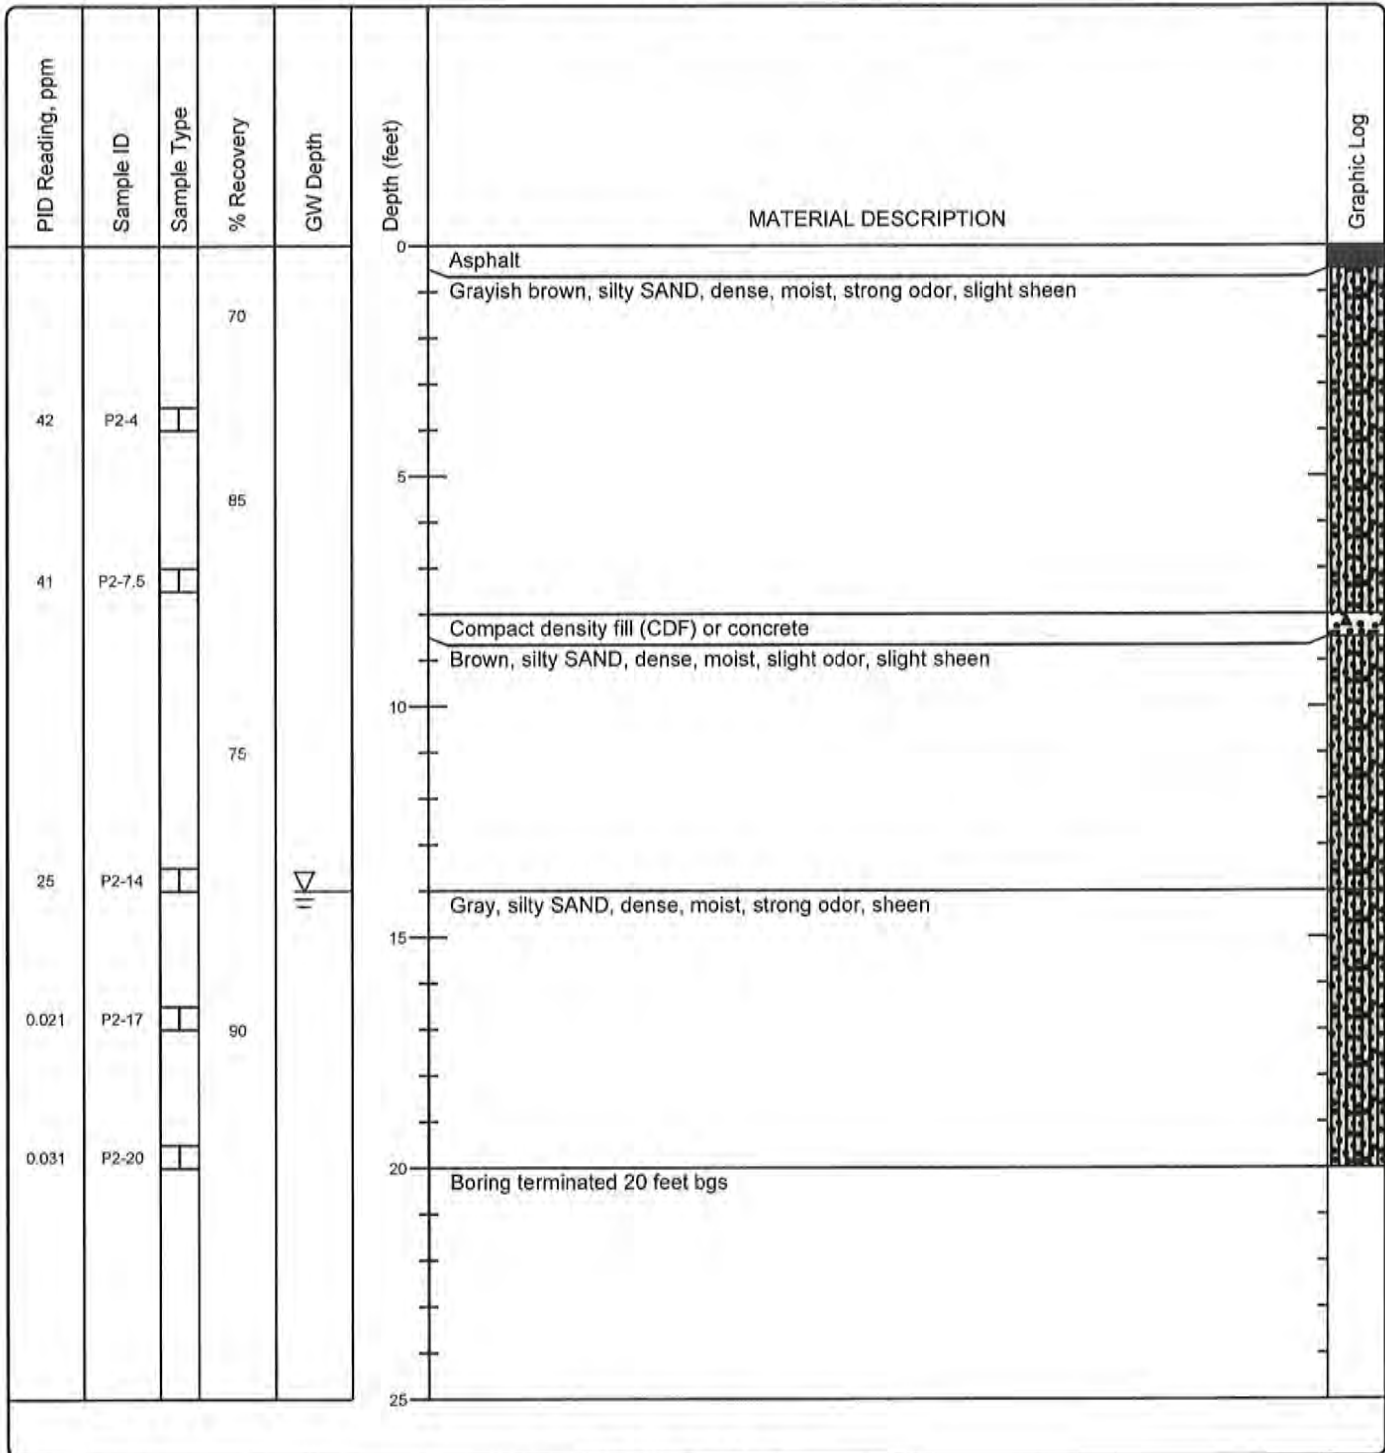 PID Reading, ppm
Sample ID
Sample Type
% Recovery
GW Depth
Depth (feet)
MATERIAL DESCRIPTION
Graphic Log
0
Asphalt
Grayish brown, silty SAND, dense, moist, strong odor, slight sheen
70
42 P2-4
5
85
41 P2-7.5
Compact density fill (CDF) or concrete
Brown, silty SAND, dense, moist, slight odor, slight sheen
10
75
25 P2-14
Gray, silty SAND, dense, moist, strong odor, sheen
15
0.021 P2-17 90
0.031 P2-20
20
Boring terminated 20 feet bgs
25